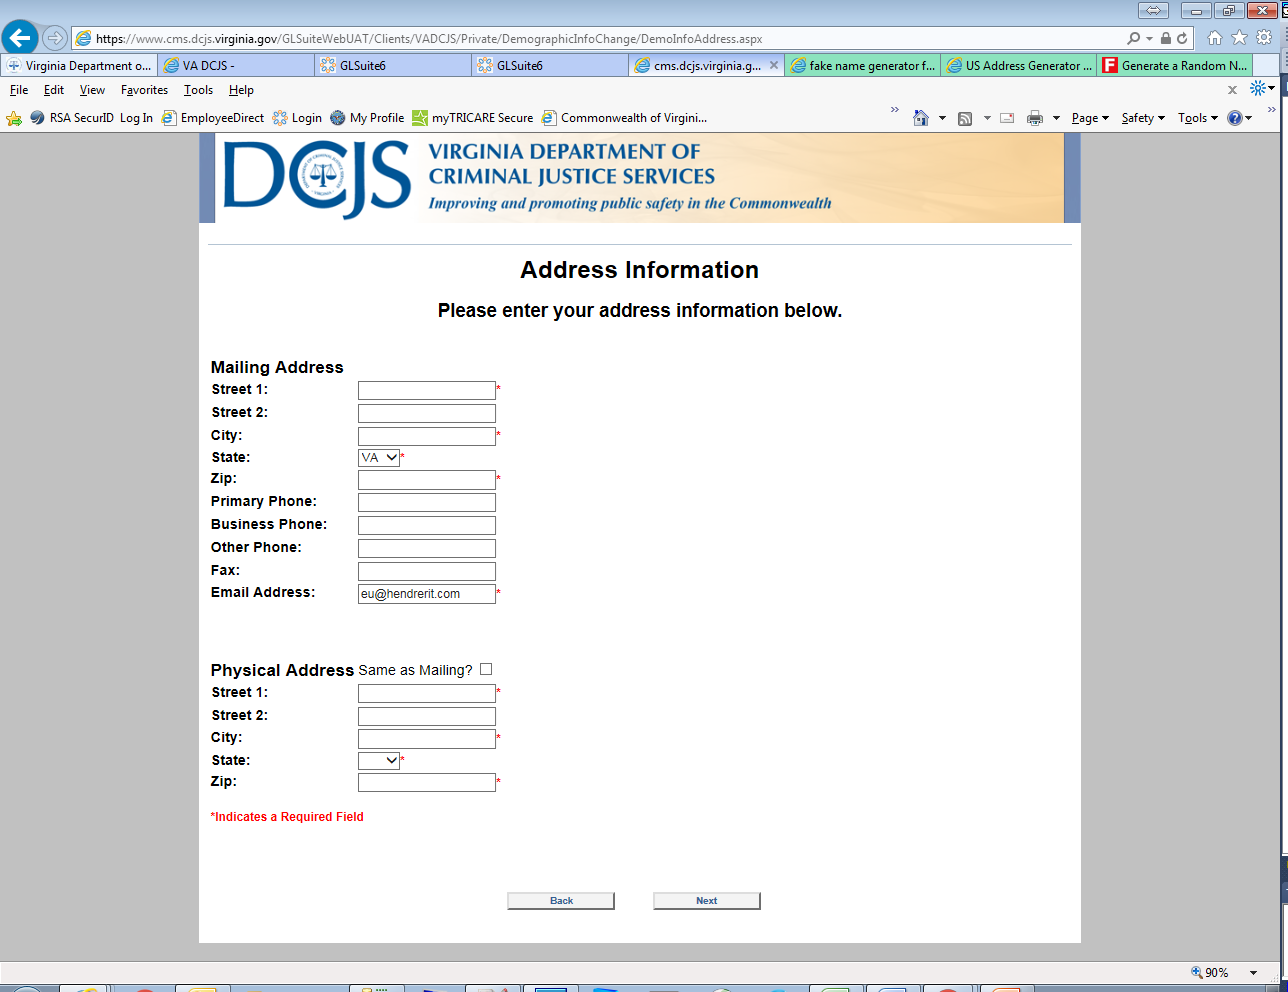 https://www.cms.dcjs.virginia.gov/GLSuiteWebUAT/Clients/VADCJS/Private/DemographicInfoChange/DemoInfoAddress.aspx
Virginia Department o... VA DCJS - GLSuite6 GLSuite6 cms.dcjs.virginia.g... fake name generator f... US Address Generator ... Generate a Random N...
File Edit View Favorites Tools Help x
RSA SecurID Log In EmployeeDirect Login My Profile myTRICARE Secure Commonwealth of Virgini... Page Safety Tools
DCJS VIRGINIA DEPARTMENT OF
CRIMINAL JUSTICE SERVICES
Improving and promoting public safety in the Commonwealth
Address Information
Please enter your address information below.
Mailing Address
Street 1: *
Street 2:
City: *
State: VA *
Zip: *
Primary Phone:
Business Phone:
Other Phone:
Fax:
Email Address: eu@hendrerit.com *
Physical Address Same as Mailing?
Street 1: *
Street 2:
City: *
State: *
Zip: *
*Indicates a Required Field
Back Next
90%